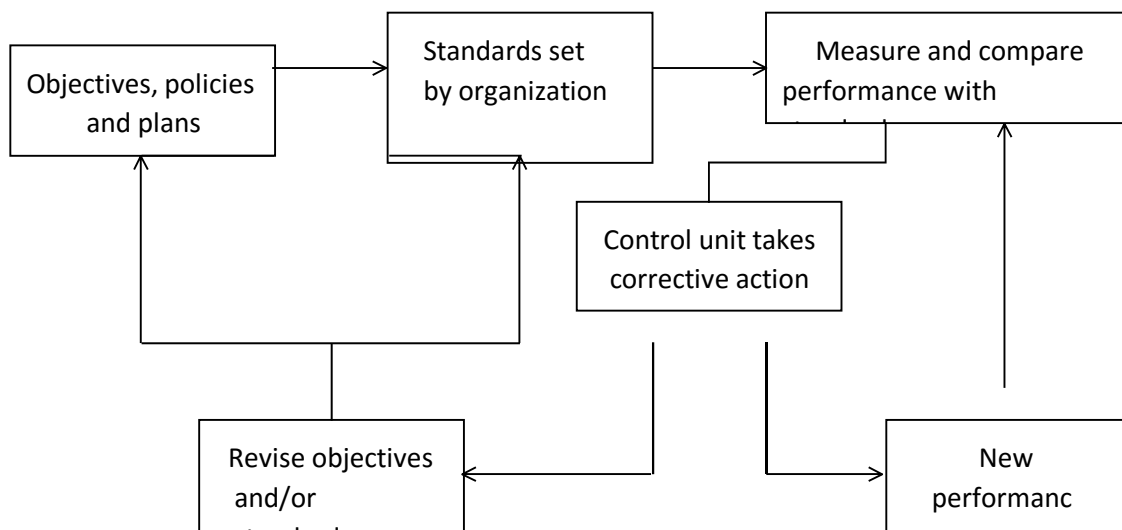 Objectives, policies
and plans
Standards set
by organization
Measure and compare
performance with
Control unit takes
corrective action
Revise objectives
and/or
New
performanc